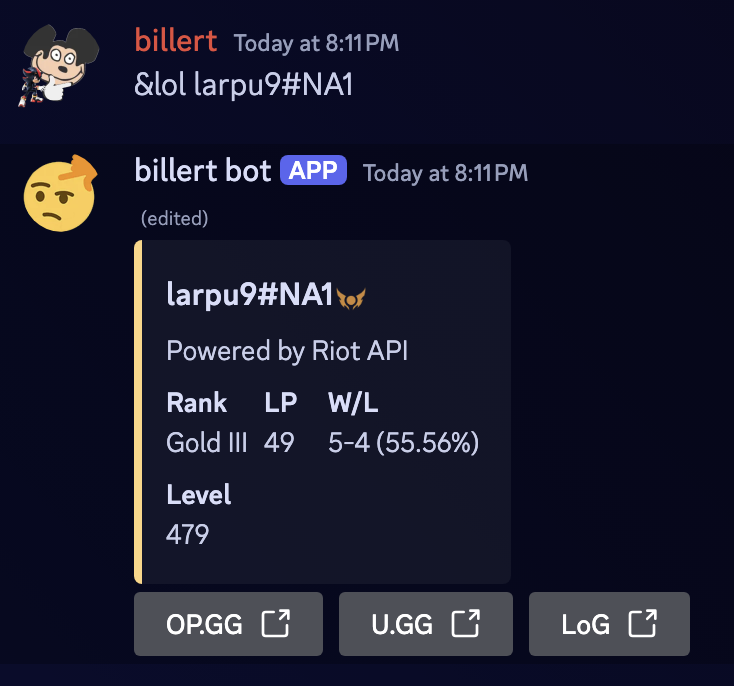 billert Today at 8:11 PM
&lol larpu9#NA1
billert bot APP Today at 8:11 PM
(edited)
larpu9#NA1
Powered by Riot API
Rank LP W/L
Gold III 49 5-4 (55.56%)
Level
479
OP.GG U.GG LoG